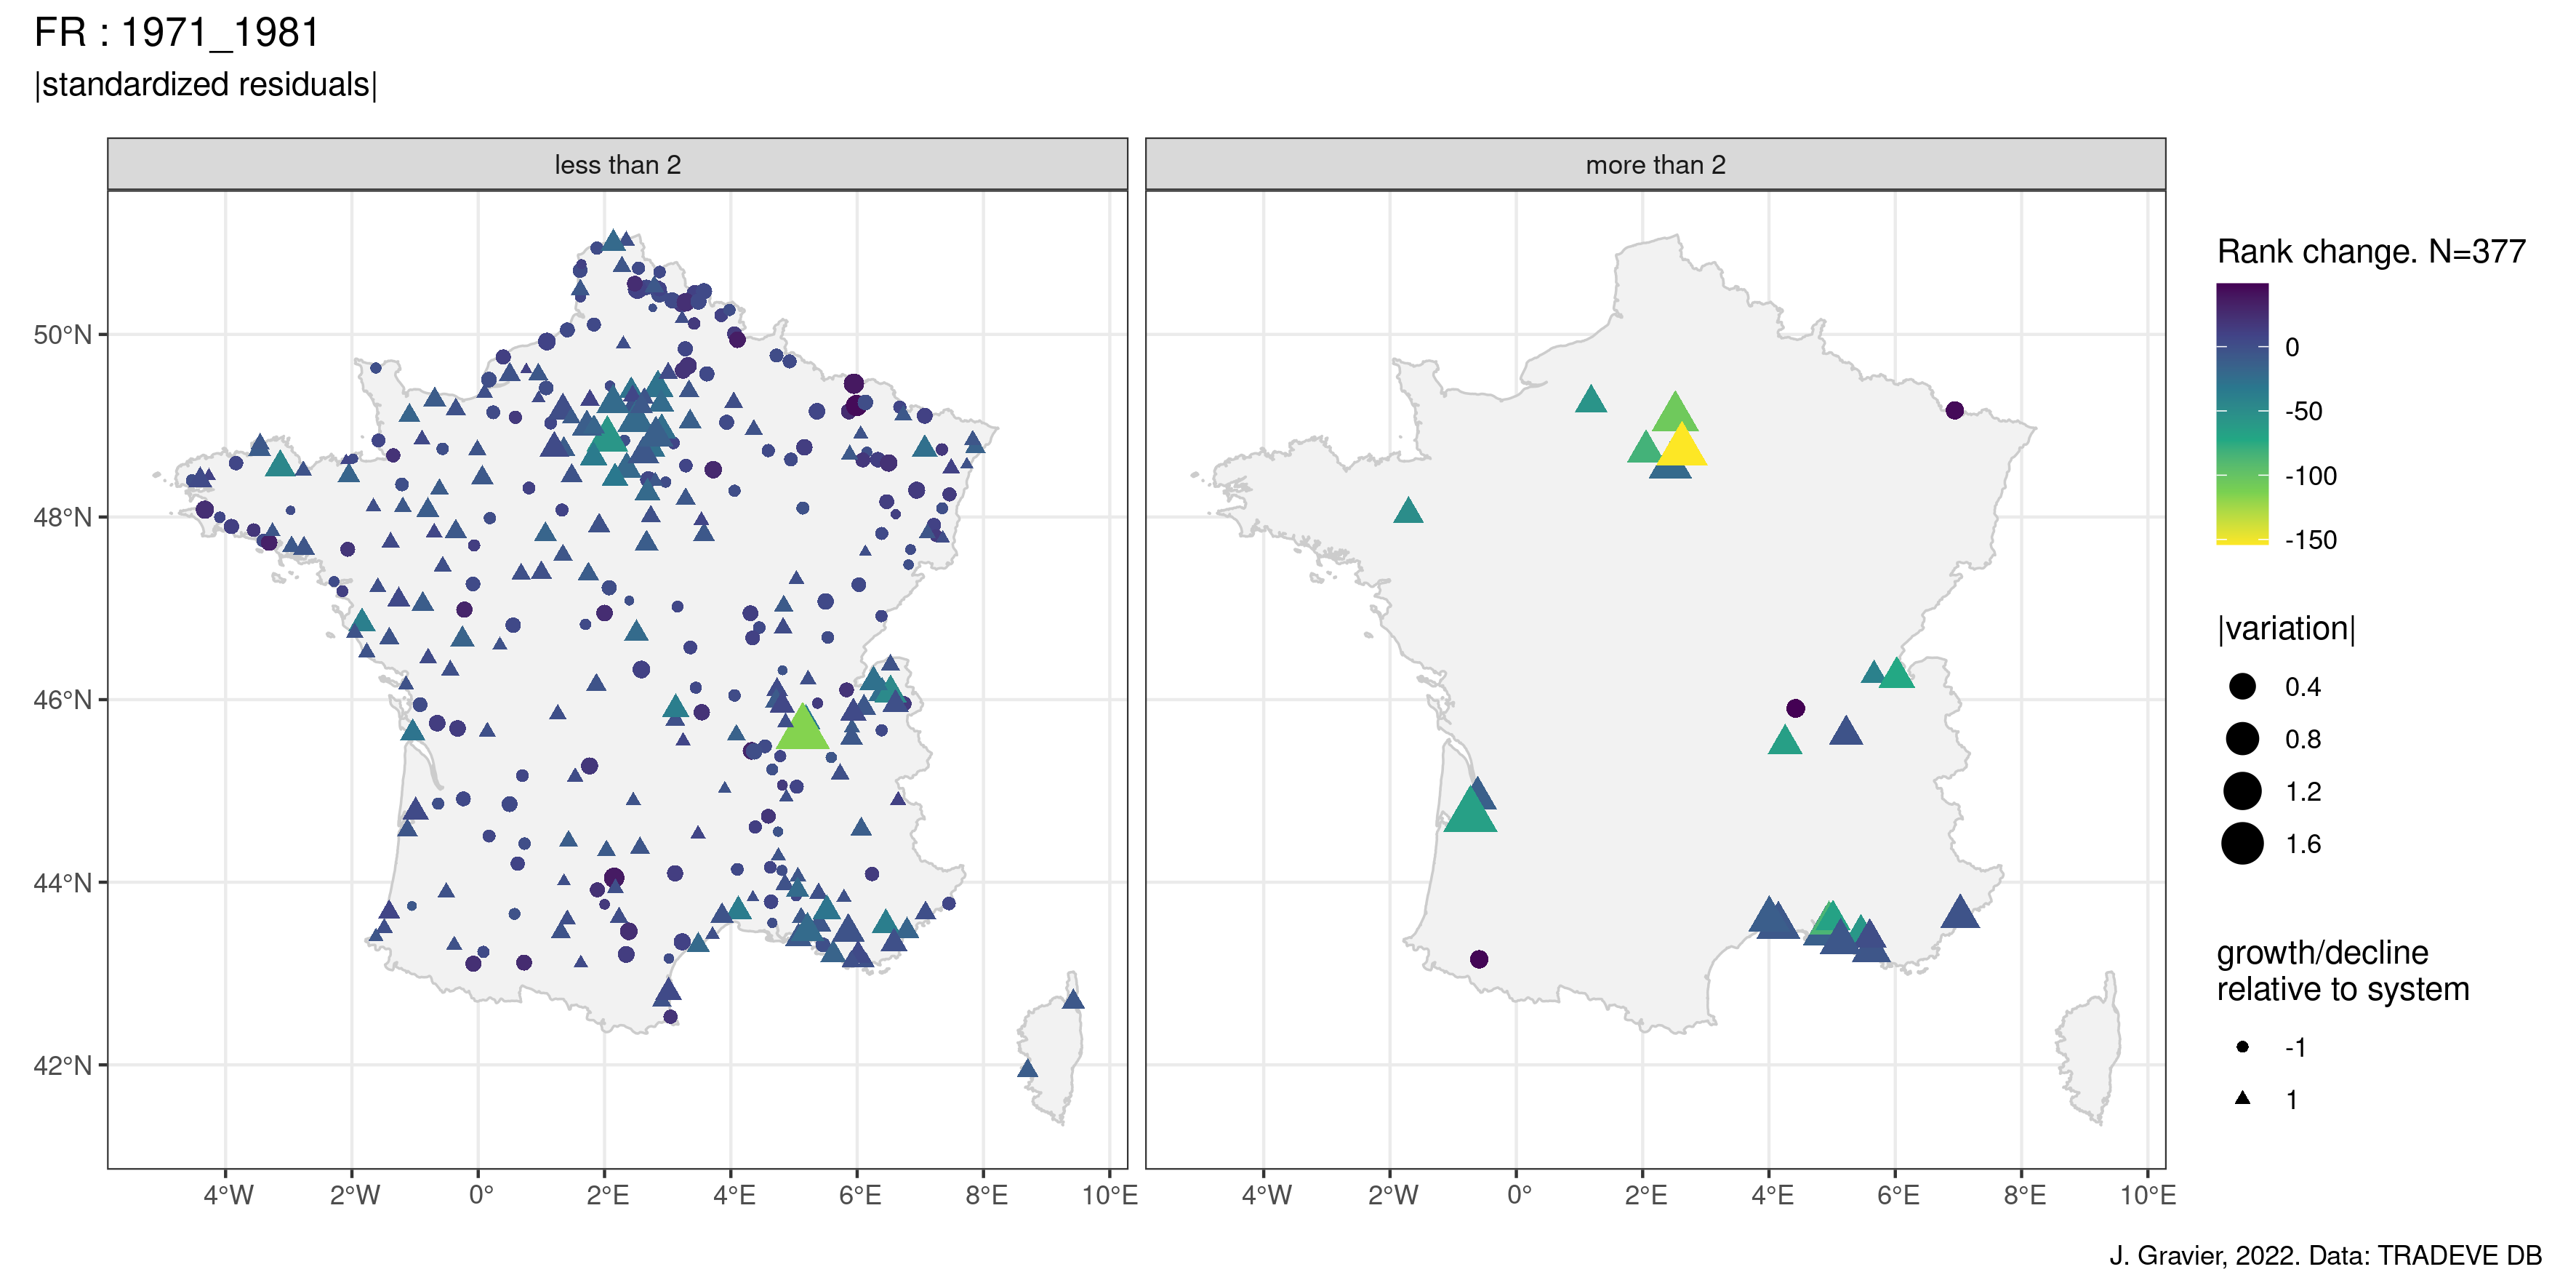 FR : 1971_1981
|standardized residuals|
less than 2
more than 2
50°N
48°N
46°N
44°N
42°N
4°W 2°W 0° 2°E 4°E 6°E 8°E 10°E
4°W 2°W 0° 2°E 4°E 6°E 8°E 10°E
Rank change. N=377
0
-50
-100
-150
|variation|
0.4
0.8
1.2
1.6
growth/decline
relative to system
-1
1
J. Gravier, 2022. Data: TRADEVE DB